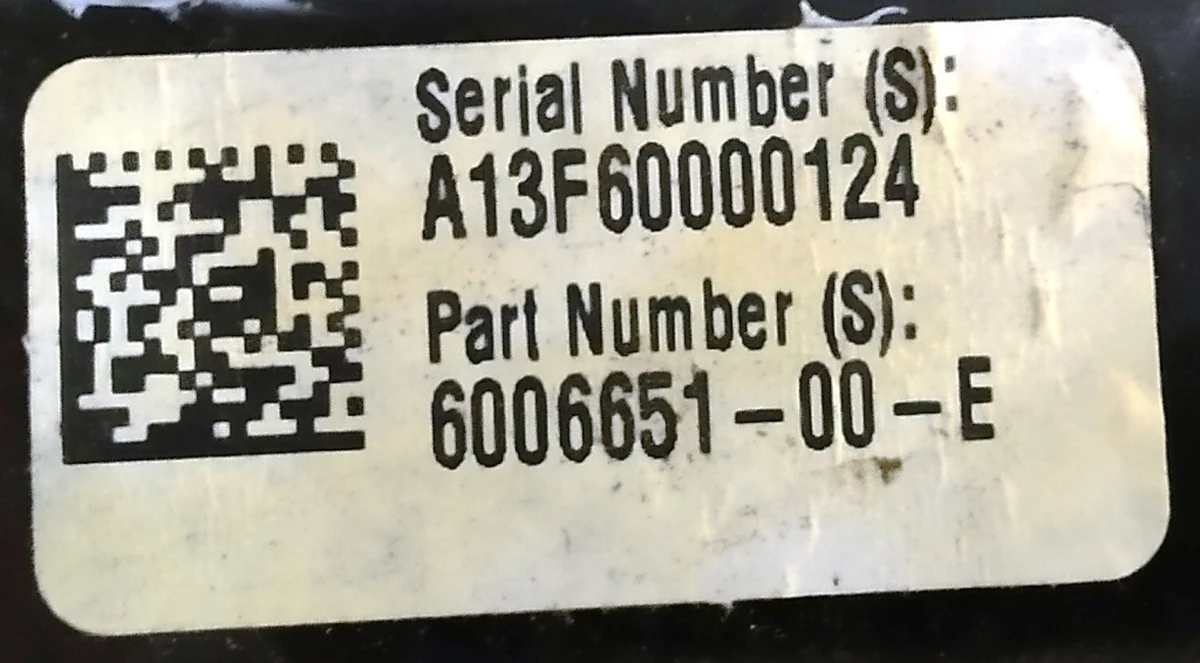 Serial Number (S):
A13F60000124
Part Number (S):
6006651-00-E